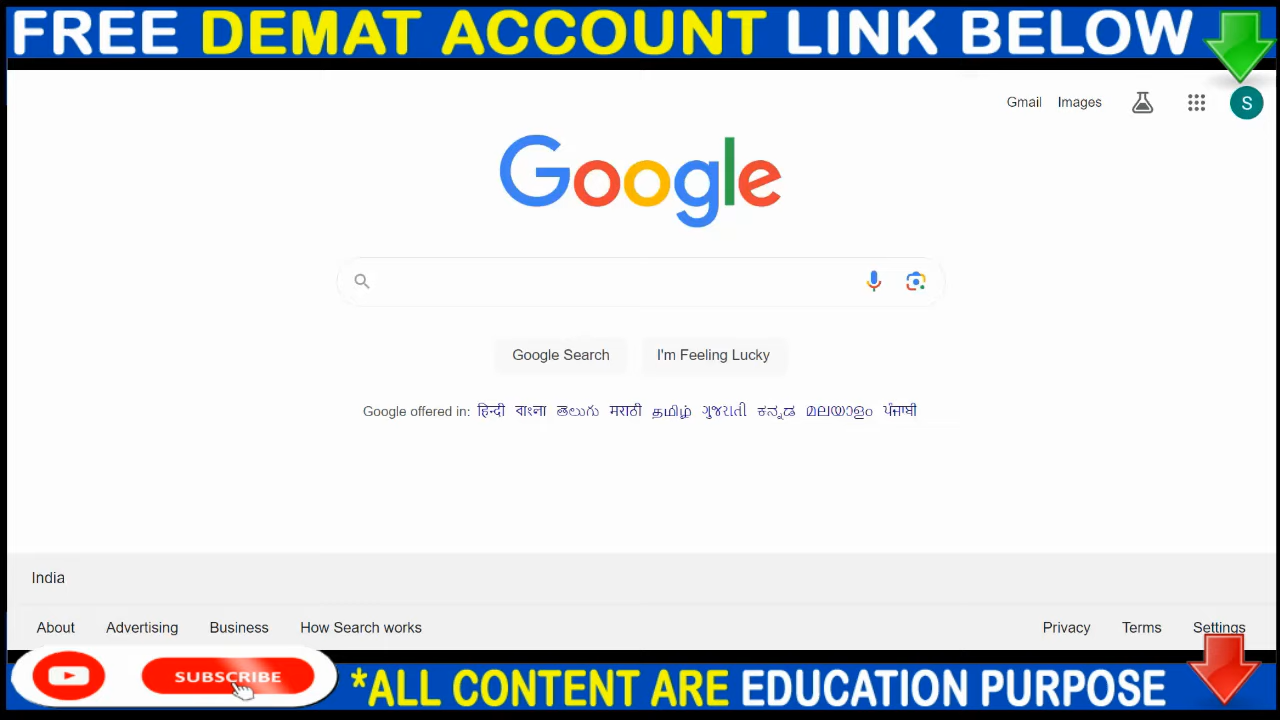 FREE DEMAT ACCOUNT LINK BELOW
Gmail Images S
Google
Google Search I'm Feeling Lucky
Google offered in: हिन्दी বাংলা తెలుగు मराठी தமிழ் ગુજરાતી ಕನ್ನಡ മലയാളം ਪੰਜਾਬੀ
India
About Advertising Business How Search works Privacy Terms Settings
SUBSCRIBE *ALL CONTENT ARE EDUCATION PURPOSE